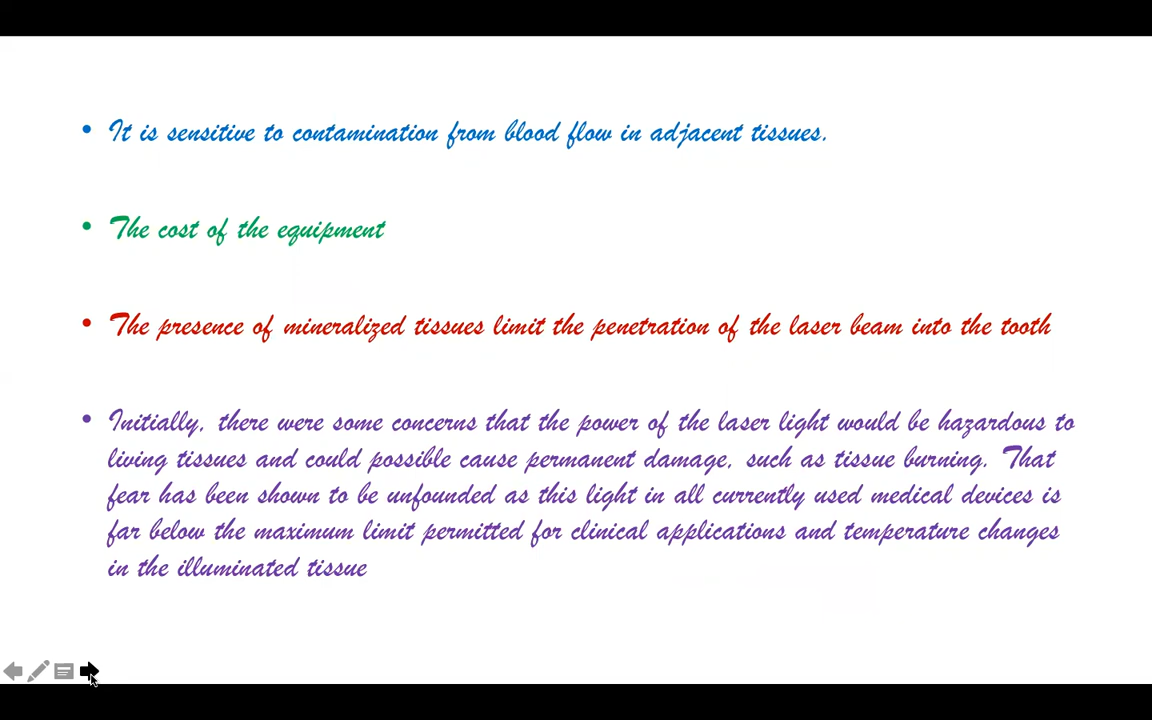 • It is sensitive to contamination from blood flow in adjacent tissues.
• The cost of the equipment
• The presence of mineralized tissues limit the penetration of the laser beam into the tooth
• Initially, there were some concerns that the power of the laser light would be hazardous to
living tissues and could possible cause permanent damage, such as tissue burning. That
fear has been shown to be unfounded as this light in all currently used medical devices is
far below the maximum limit permitted for clinical applications and temperature changes
in the illuminated tissue